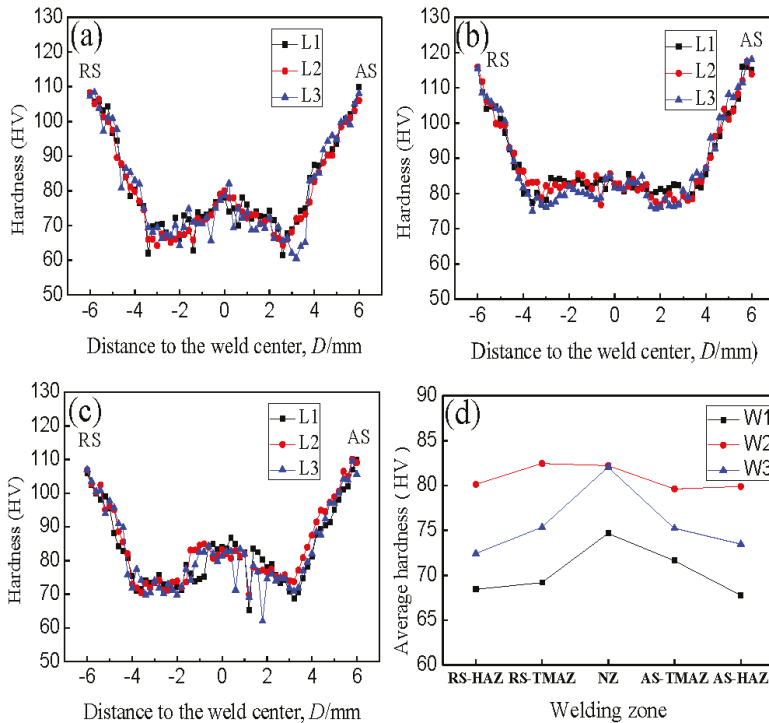 (a)
130
120
110
100
90
80
70
60
50
Hardness (HV)
RS
AS
L1
L2
L3
-6 -4 -2 0 2 4 6
Distance to the weld center, D/mm
(b)
130
120
110
100
90
80
70
60
50
Hardness (HV)
RS
AS
L1
L2
L3
-6 -4 -2 0 2 4 6
Distance to the weld center, D/mm)
(c)
130
120
110
100
90
80
70
60
50
Hardness (HV)
RS
AS
L1
L2
L3
-6 -4 -2 0 2 4 6
Distance to the weld center, D/mm
(d)
90
85
80
75
70
65
60
Average hardness (HV)
W1
W2
W3
RS-HAZ RS-TMAZ NZ AS-TMAZ AS-HAZ
Welding zone